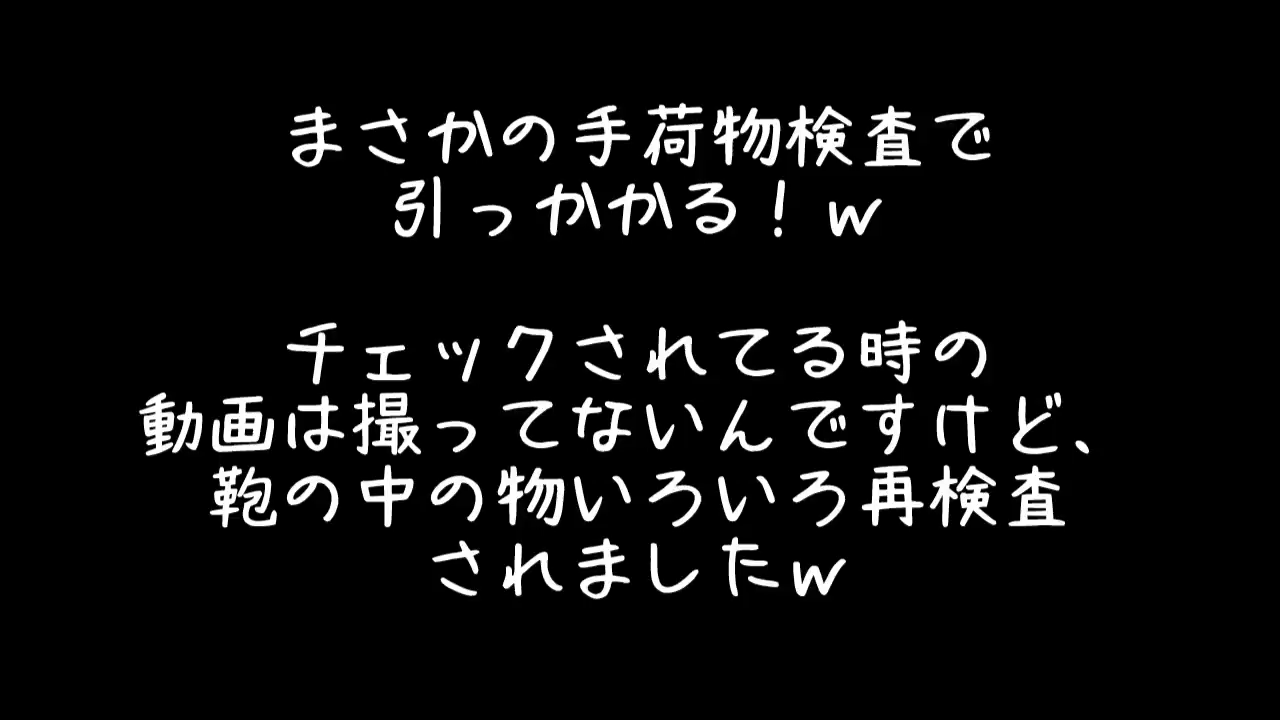 まさかの手荷物検査で
引っかかる！w
チェックされてる時の
動画は撮ってないんですけど、
鞄の中の物いろいろ再検査
されましたw